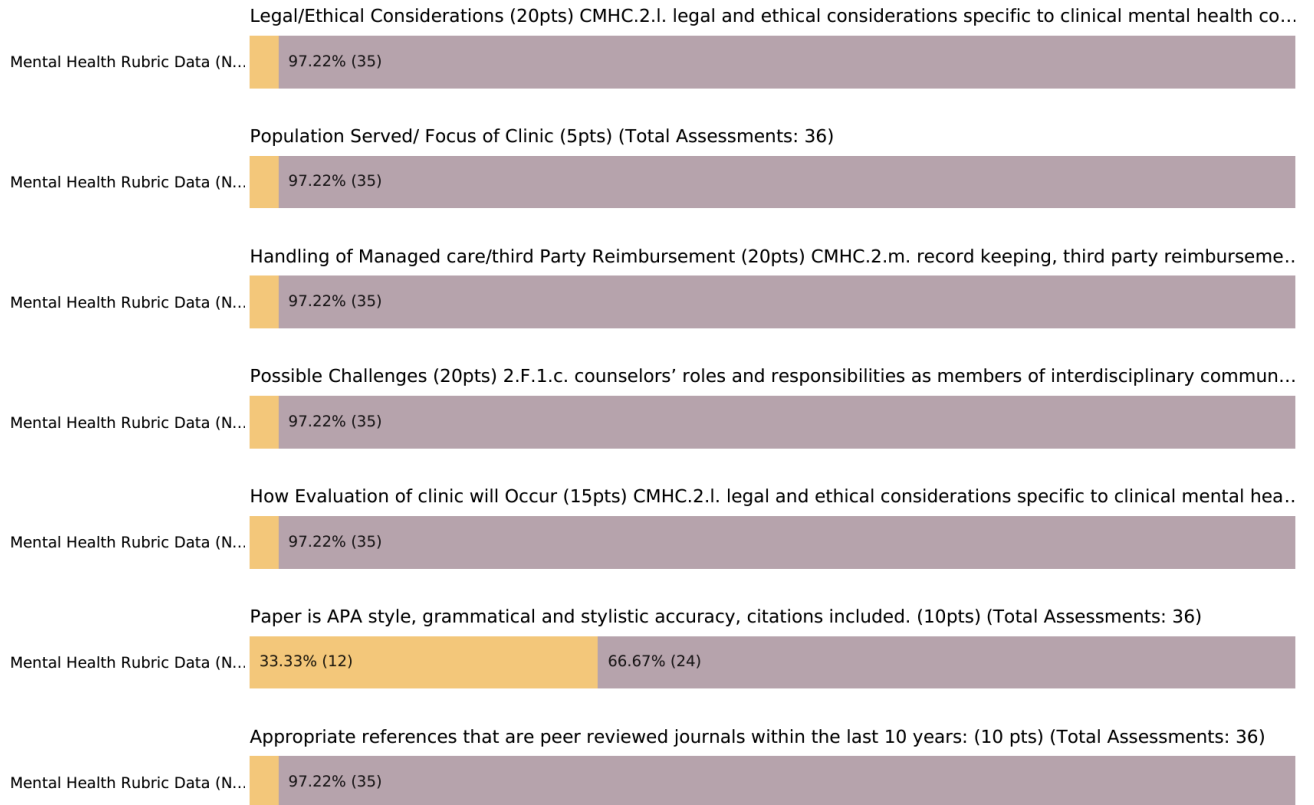 Legal/Ethical Considerations (20pts) CMHC.2.l. legal and ethical considerations specific to clinical mental health co...
Mental Health Rubric Data (N... 97.22% (35)
Population Served/ Focus of Clinic (5pts) (Total Assessments: 36)
Mental Health Rubric Data (N... 97.22% (35)
Handling of Managed care/third Party Reimbursement (20pts) CMHC.2.m. record keeping, third party reimburseme..
Mental Health Rubric Data (N... 97.22% (35)
Possible Challenges (20pts) 2.F.1.c. counselors’ roles and responsibilities as members of interdisciplinary commun...
Mental Health Rubric Data (N... 97.22% (35)
How Evaluation of clinic will Occur (15pts) CMHC.2.l. legal and ethical considerations specific to clinical mental hea..
Mental Health Rubric Data (N... 97.22% (35)
Paper is APA style, grammatical and stylistic accuracy, citations included. (10pts) (Total Assessments: 36)
Mental Health Rubric Data (N... 33.33% (12) 66.67% (24)
Appropriate references that are peer reviewed journals within the last 10 years: (10 pts) (Total Assessments: 36)
Mental Health Rubric Data (N... 97.22% (35)